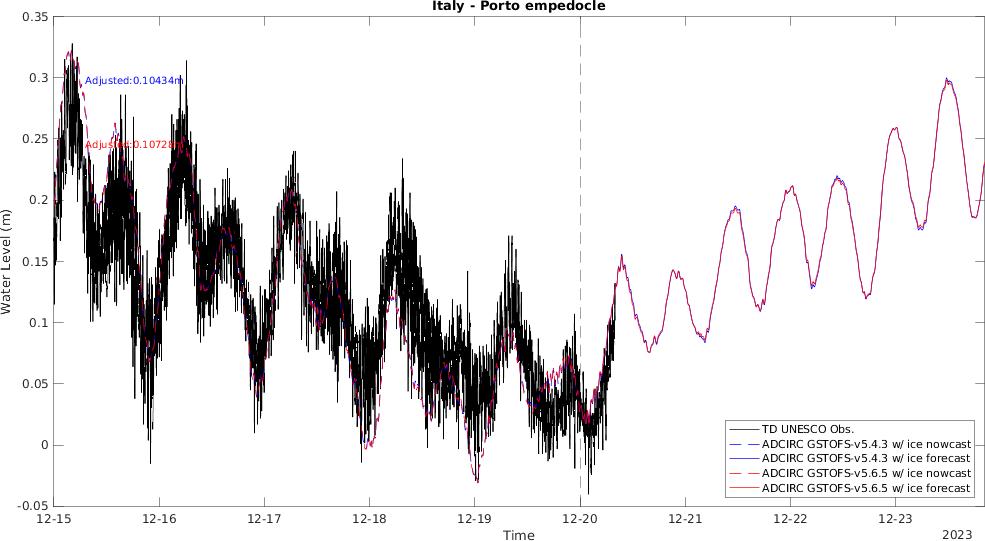 Italy - Porto empedocle
0.35
0.3
0.25
0.2
0.15
0.1
0.05
0
-0.05
Water Level (m)
Adjusted:0.10434m
Adjusted:0.10728m
TD UNESCO Obs.
ADCIRC GSTOFS-v5.4.3 w/ ice nowcast
ADCIRC GSTOFS-v5.4.3 w/ ice forecast
ADCIRC GSTOFS-v5.6.5 w/ ice nowcast
ADCIRC GSTOFS-v5.6.5 w/ ice forecast
12-15 12-16 12-17 12-18 12-19 12-20 12-21 12-22 12-23
Time
2023